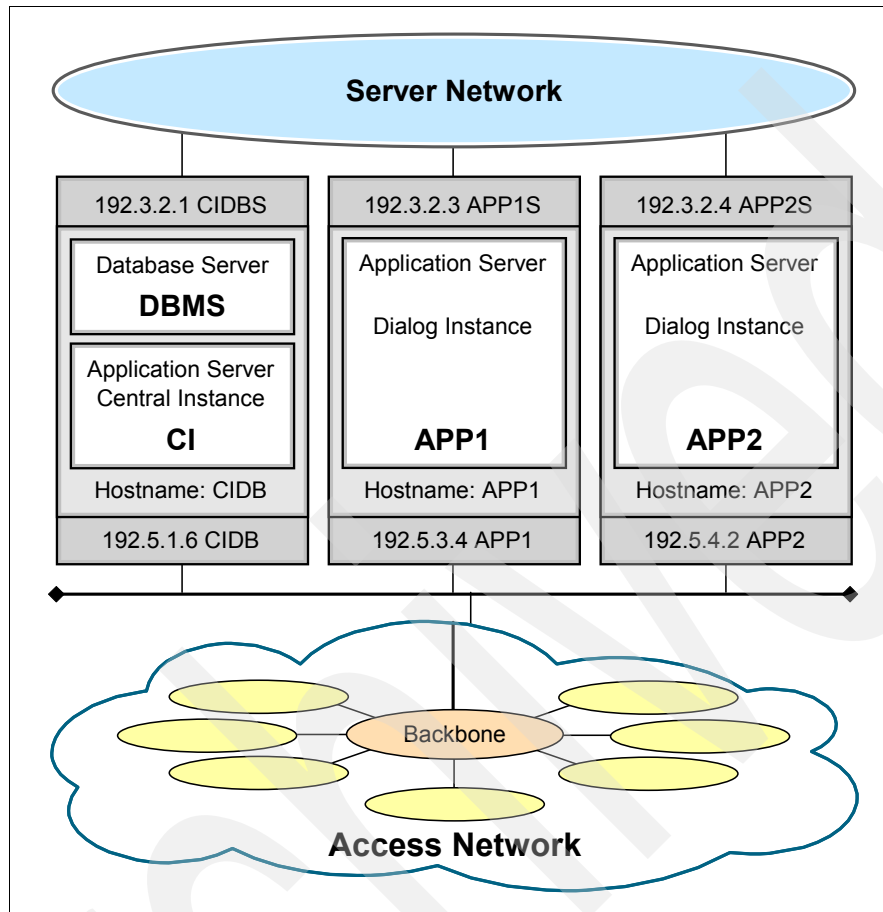 Server Network
192.3.2.1 CIDBS
192.3.2.3 APP1S
192.3.2.4 APP2S
Database Server
DBMS
Application Server
Central Instance
CI
Application Server
Dialog Instance
APP1
Application Server
Dialog Instance
APP2
Hostname: CIDB
Hostname: APP1
Hostname: APP2
192.5.1.6 CIDB
192.5.3.4 APP1
192.5.4.2 APP2
Backbone
Access Network